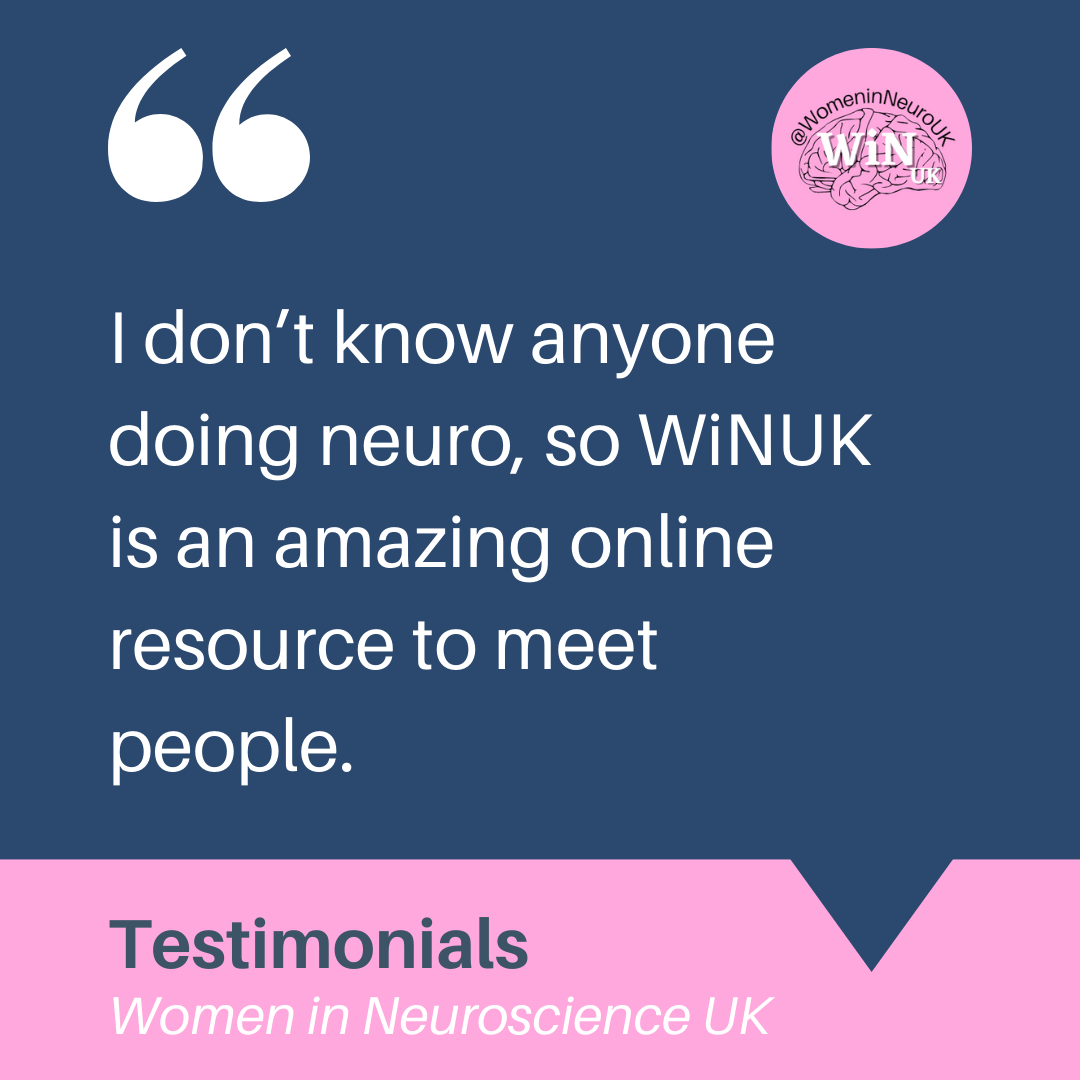 “
@WomeninNeuroUK
WiN
UK
I don’t know anyone
doing neuro, so WiNUK
is an amazing online
resource to meet
people.
Testimonials
Women in Neuroscience UK